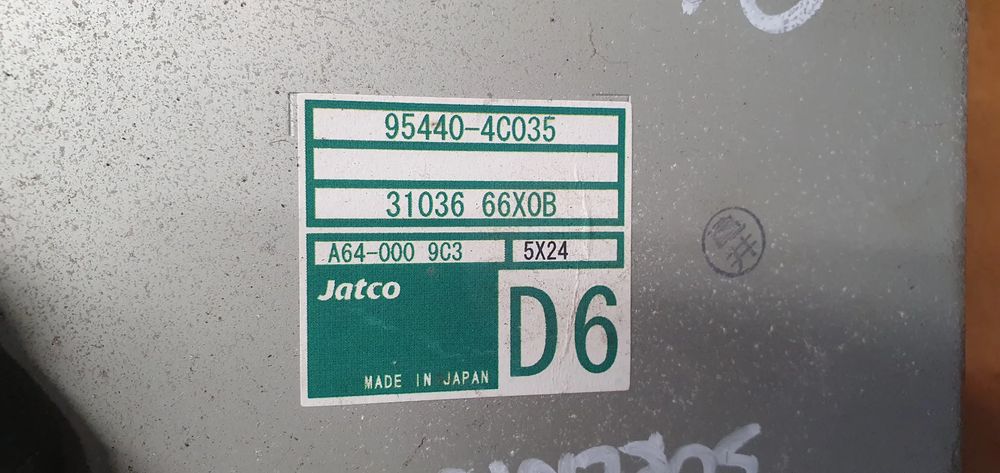 95440-4C035
31036 66X0B
A64-000 9C3 5X24
Jatco
D6
MADE IN JAPAN